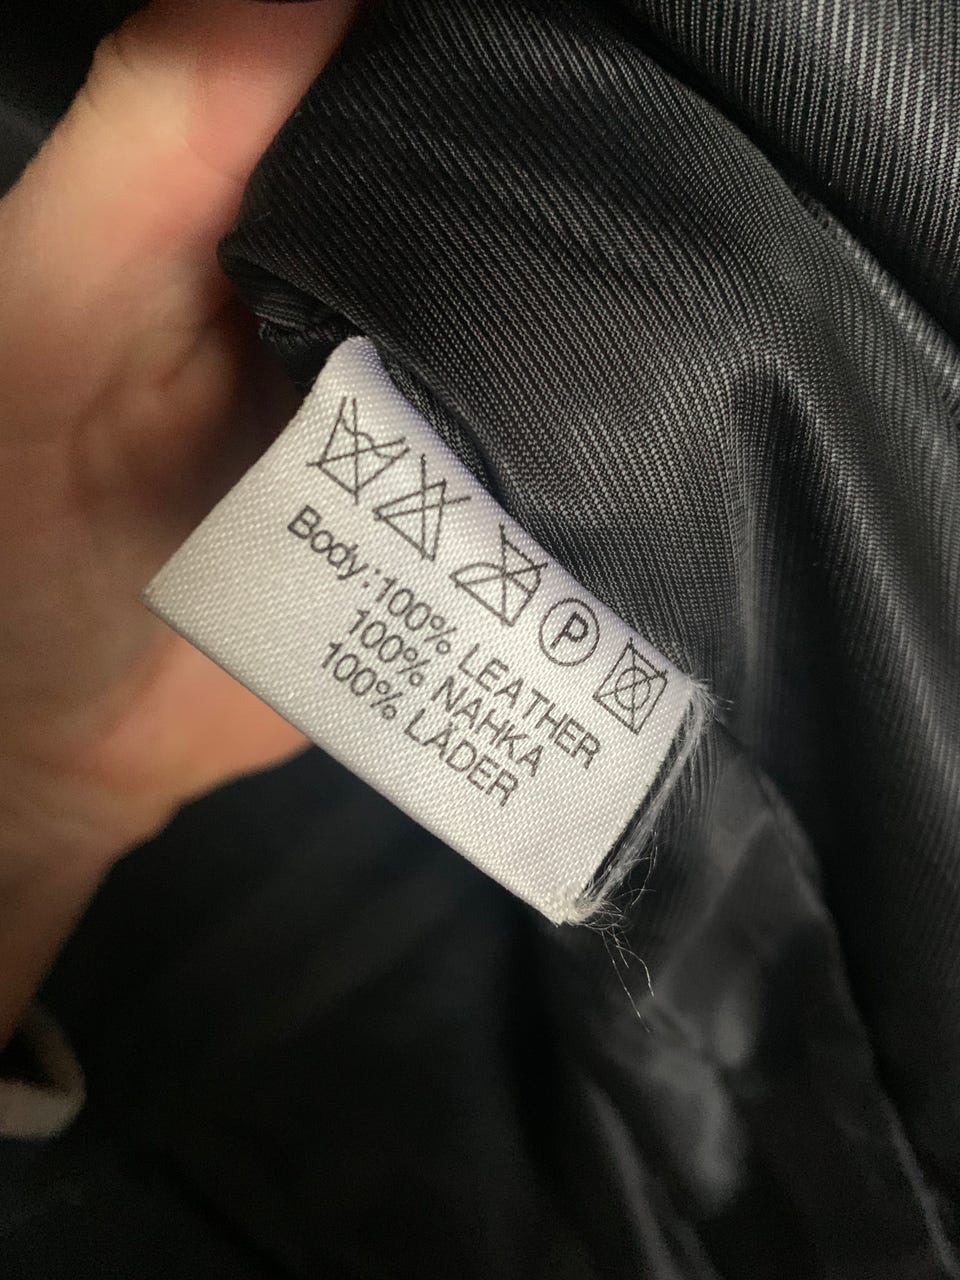 P
Body:100% LEATHER
100% NAHKA
100% LÄDER